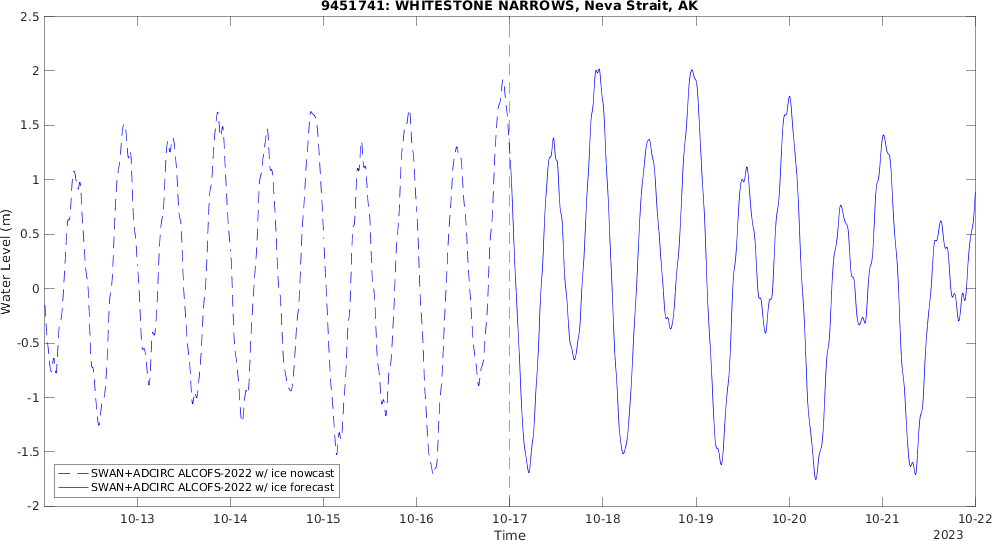 9451741: WHITESTONE NARROWS, Neva Strait, AK
2.5
2
1.5
1
0.5
0
-0.5
-1
-1.5
-2
Water Level (m)
SWAN+ADCIRC ALCOFS-2022 w/ ice nowcast
SWAN+ADCIRC ALCOFS-2022 w/ ice forecast
10-13 10-14 10-15 10-16 10-17 10-18 10-19 10-20 10-21 10-22
Time
2023